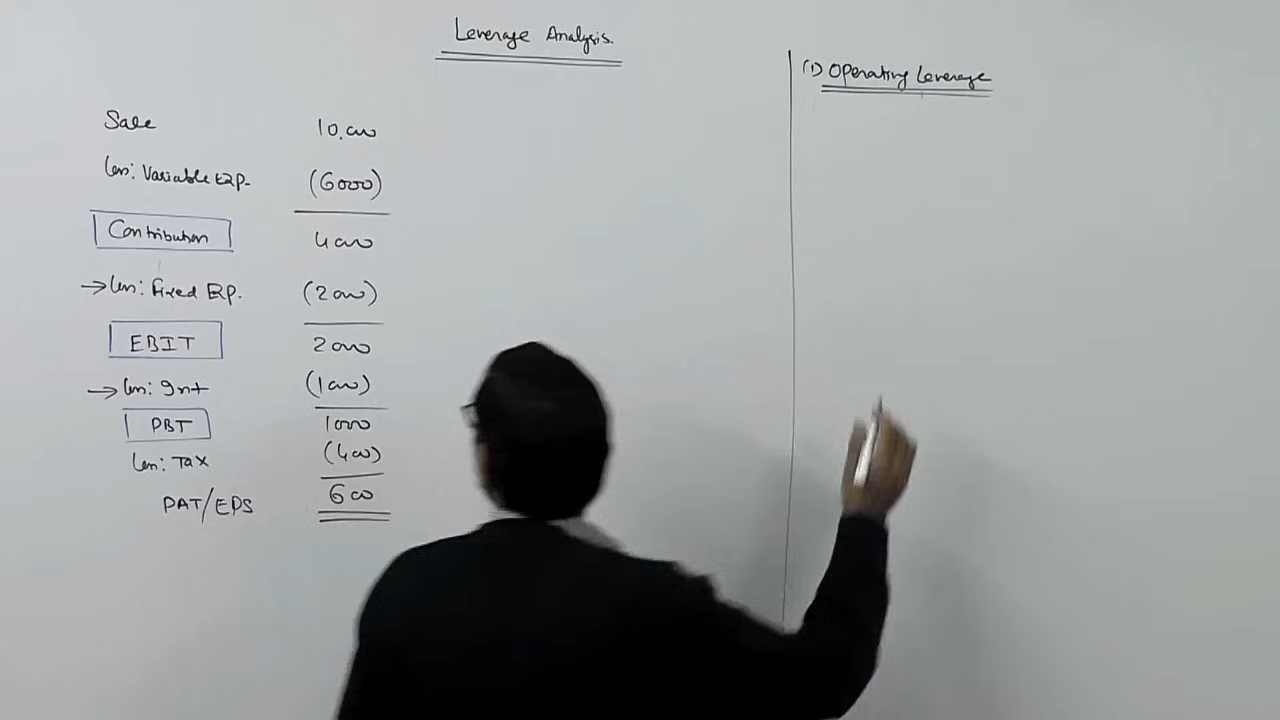 Leverage Analysis.
(1) Operating Leverage
Sale 10,000
Less: Variable Exp. (6000)
Contribution 4000
→ Less: Fixed Exp. (2000)
EBIT 2000
→ Less: Int (1000)
PBT 1000
Less: Tax (400)
PAT/EPS 600